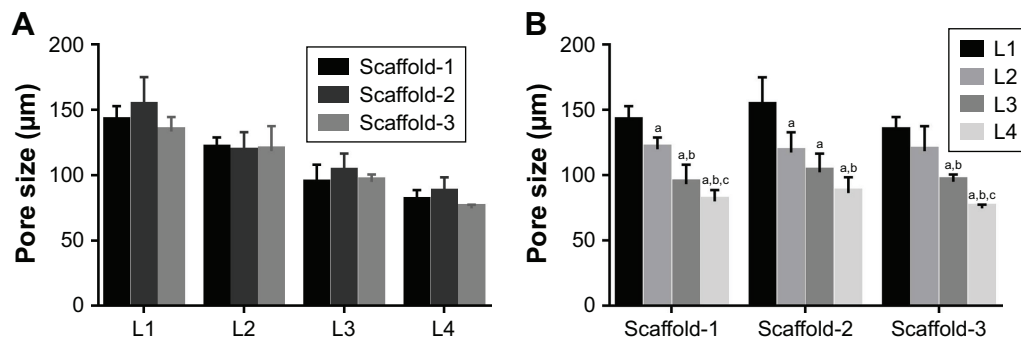 A
Pore size (µm)
200
150
100
50
0
L1 L2 L3 L4
Scaffold-1
Scaffold-2
Scaffold-3
B
Pore size (µm)
200
150
100
50
0
a
a,b
a,b,c
a
a
a,b
a,b
a,b,c
Scaffold-1 Scaffold-2 Scaffold-3
L1
L2
L3
L4